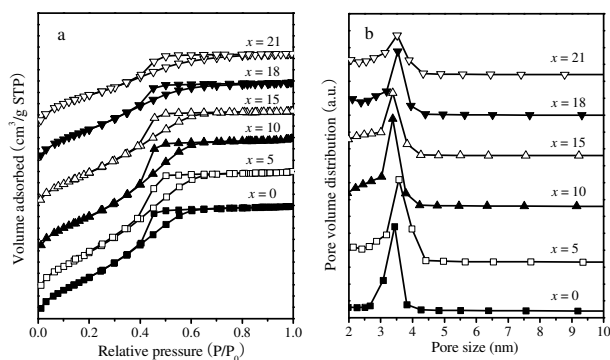 a
x = 21
x = 18
x = 15
x = 10
x = 5
x = 0
Volume adsorbed (cm³/g STP)
0.0 0.2 0.4 0.6 0.8 1.0
Relative pressure (P/P₀)
b
x = 21
x = 18
x = 15
x = 10
x = 5
x = 0
Pore volume distribution (a.u.)
2 3 4 5 6 7 8 9 10
Pore size (nm)